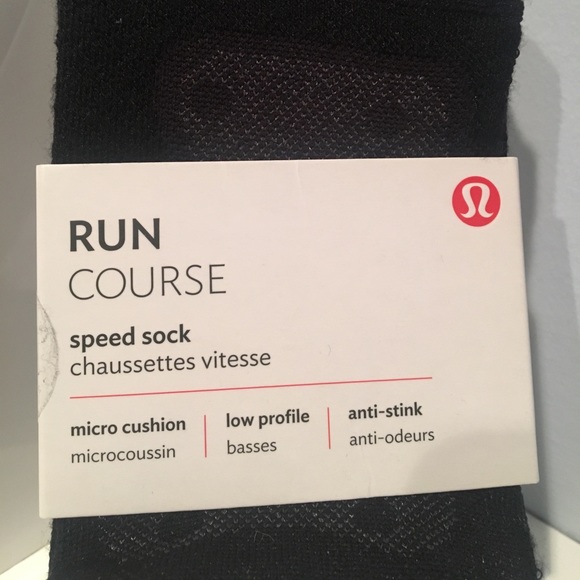 RUN
COURSE
speed sock
chaussettes vitesse
micro cushion
microcoussin
low profile
basses
anti-stink
anti-odeurs